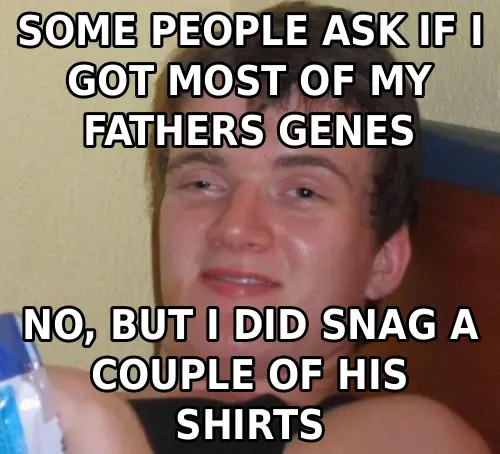 SOME PEOPLE ASK IF I
GOT MOST OF MY
FATHERS GENES
NO, BUT I DID SNAG A
COUPLE OF HIS
SHIRTS